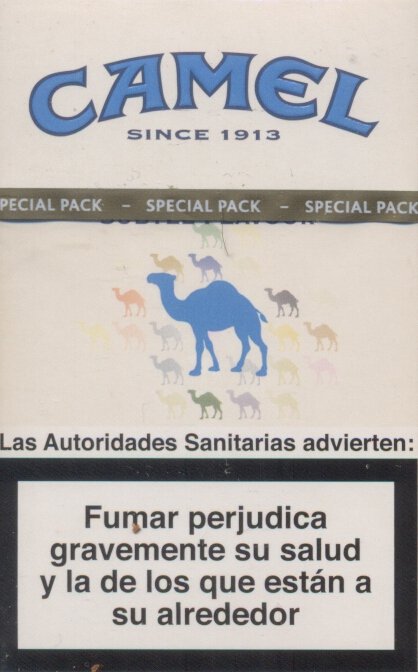 CAMEL
SINCE 1913
PECIAL PACK - SPECIAL PACK - SPECIAL PACK
Las Autoridades Sanitarias advierten:
Fumar perjudica
gravemente su salud
y la de los que están a
su alrededor